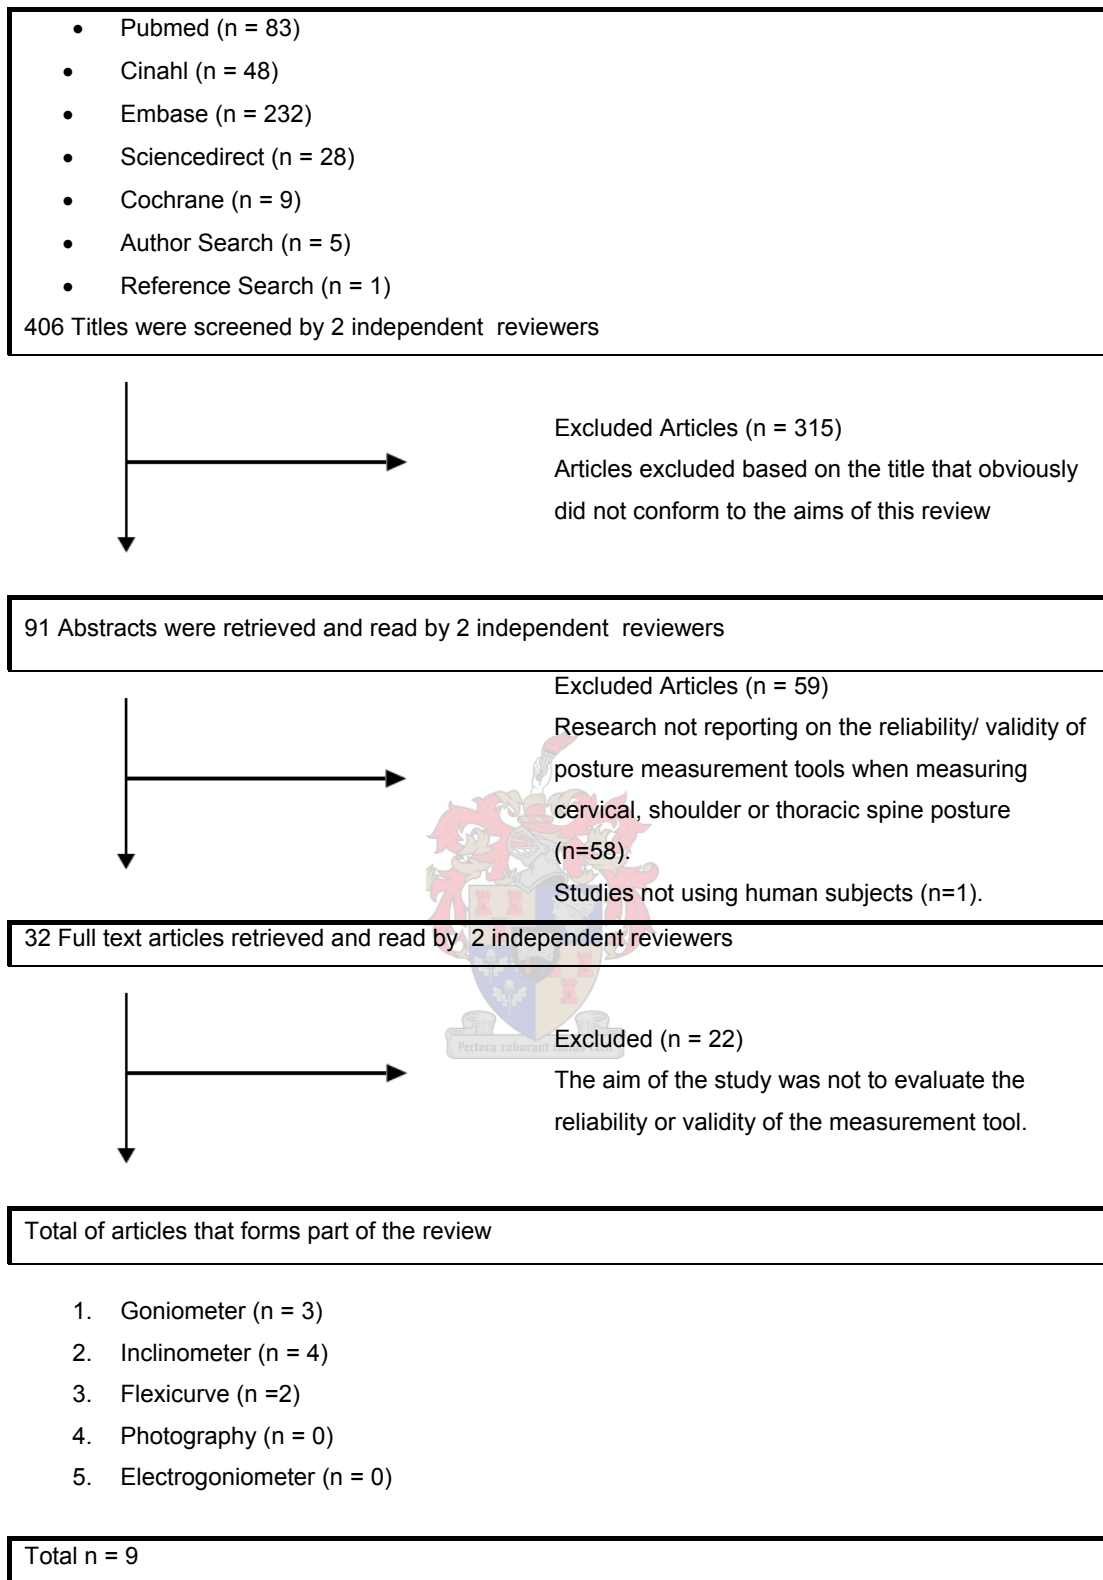 • Pubmed (n = 83)
• Cinahl (n = 48)
• Embase (n = 232)
• Sciencedirect (n = 28)
• Cochrane (n = 9)
• Author Search (n = 5)
• Reference Search (n = 1)
406 Titles were screened by 2 independent reviewers
Excluded Articles (n = 315)
Articles excluded based on the title that obviously
did not conform to the aims of this review
91 Abstracts were retrieved and read by 2 independent reviewers
Excluded Articles (n = 59)
Research not reporting on the reliability/ validity of
posture measurement tools when measuring
cervical, shoulder or thoracic spine posture
(n=58).
Studies not using human subjects (n=1).
32 Full text articles retrieved and read by 2 independent reviewers
Excluded (n = 22)
The aim of the study was not to evaluate the
reliability or validity of the measurement tool.
Pectora roborant
Total of articles that forms part of the review
1. Goniometer (n = 3)
2. Inclinometer (n = 4)
3. Flexicurve (n =2)
4. Photography (n = 0)
5. Electrogoniometer (n = 0)
Total n = 9